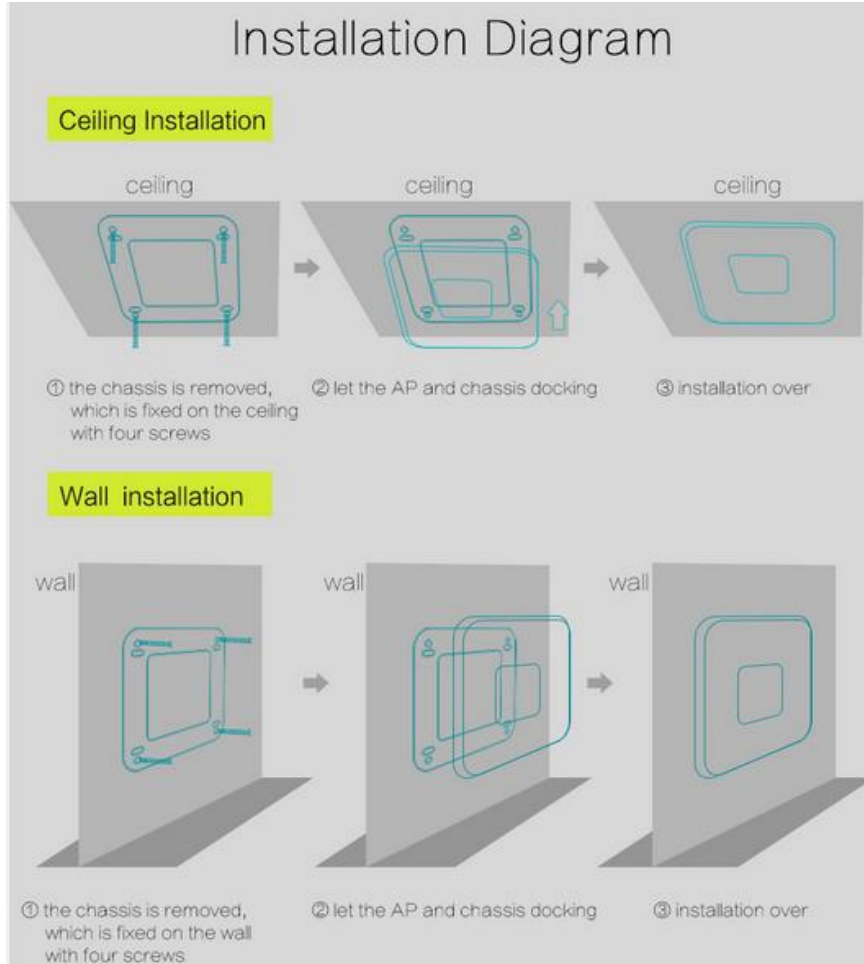 Installation Diagram
Ceiling Installation
ceiling
ceiling
ceiling
① the chassis is removed,
which is fixed on the ceiling
with four screws
② let the AP and chassis docking
③ installation over
Wall installation
wall
wall
wall
① the chassis is removed,
which is fixed on the wall
with four screws
② let the AP and chassis docking
③ installation over